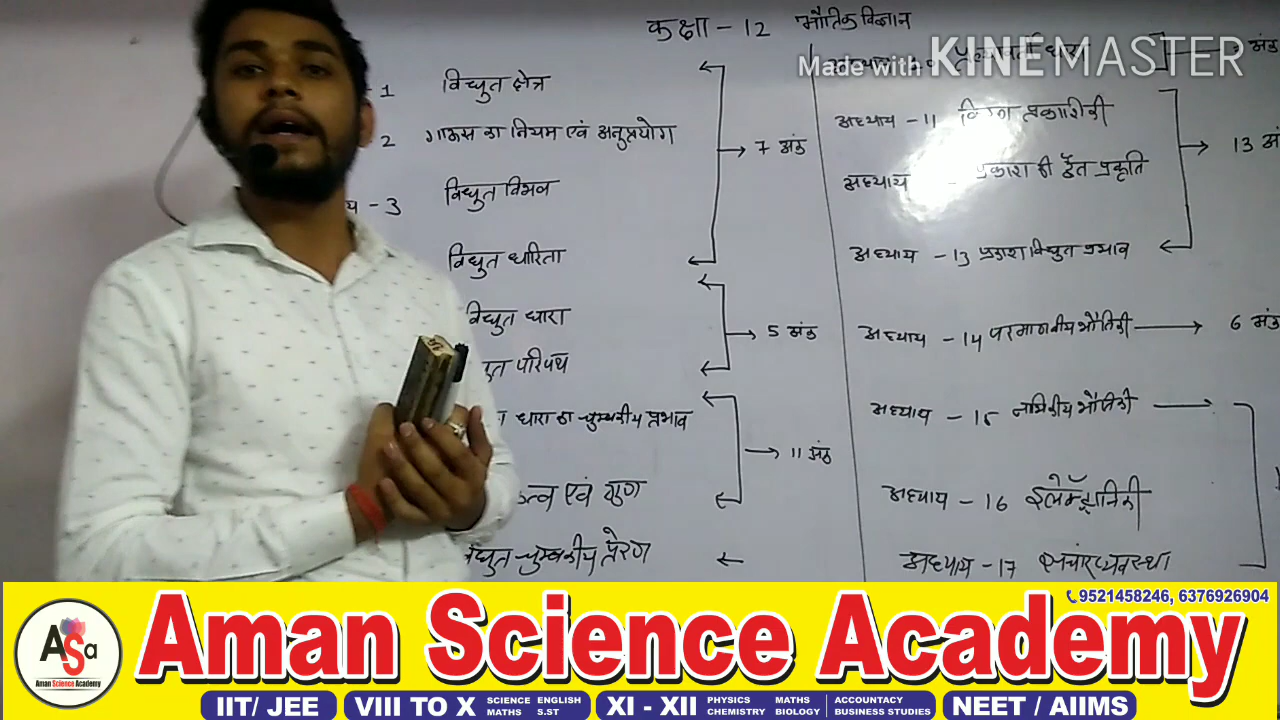 कक्षा - 12 भौतिक विज्ञान
Made with KINEMASTER
- 1 विद्युत क्षेत्र
2 गाऊस का नियम एवं अनुप्रयोग
7 अंक
य - 3 विद्युत विभव
विद्युत धारिता
विद्युत धारा
5 अंक
परिपथ
धारा का चुम्बकीय प्रभाव
11 अंक
एवं गुण
चुम्बकीय प्रेरण
धारा
अंक
अध्याय - 11
13 अं
अध्याय - प्रकाश की द्वैत प्रकृति
अध्याय - 13 प्रकाश विद्युत प्रभाव
अध्याय - 14 परमाणवीय भौतिकी
6 अंक
अध्याय - 15 नाभिकीय भौतिकी
अध्याय - 16 इलेक्ट्रॉनिकी
अध्याय - 17 संचार व्यवस्था
9521458246, 6376926904
ASa
Aman Science Academy
Aman Science Academy
IIT/ JEE
VIII TO X SCIENCE ENGLISH
MATHS S.ST
XI - XII PHYSICS MATHS
CHEMISTRY BIOLOGY
ACCOUNTACY
BUSINESS STUDIES
NEET / AIIMS